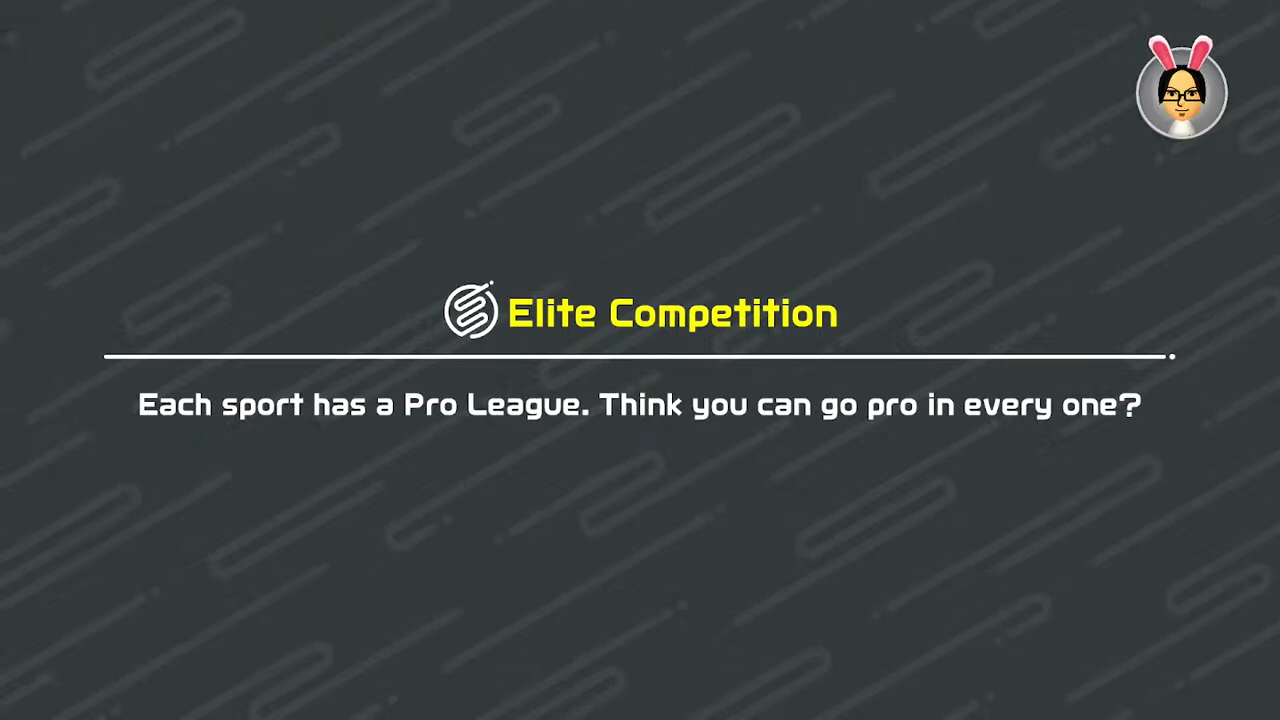 Elite Competition
Each sport has a Pro League. Think you can go pro in every one?